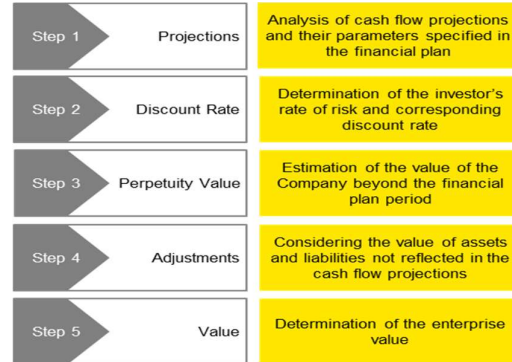 Step 1
Projections
Analysis of cash flow projections
and their parameters specified in
the financial plan
Step 2
Discount Rate
Determination of the investor's
rate of risk and corresponding
discount rate
Step 3
Perpetuity Value
Estimation of the value of the
Company beyond the financial
plan period
Step 4
Adjustments
Considering the value of assets
and liabilities not reflected in the
cash flow projections
Step 5
Value
Determination of the enterprise
value